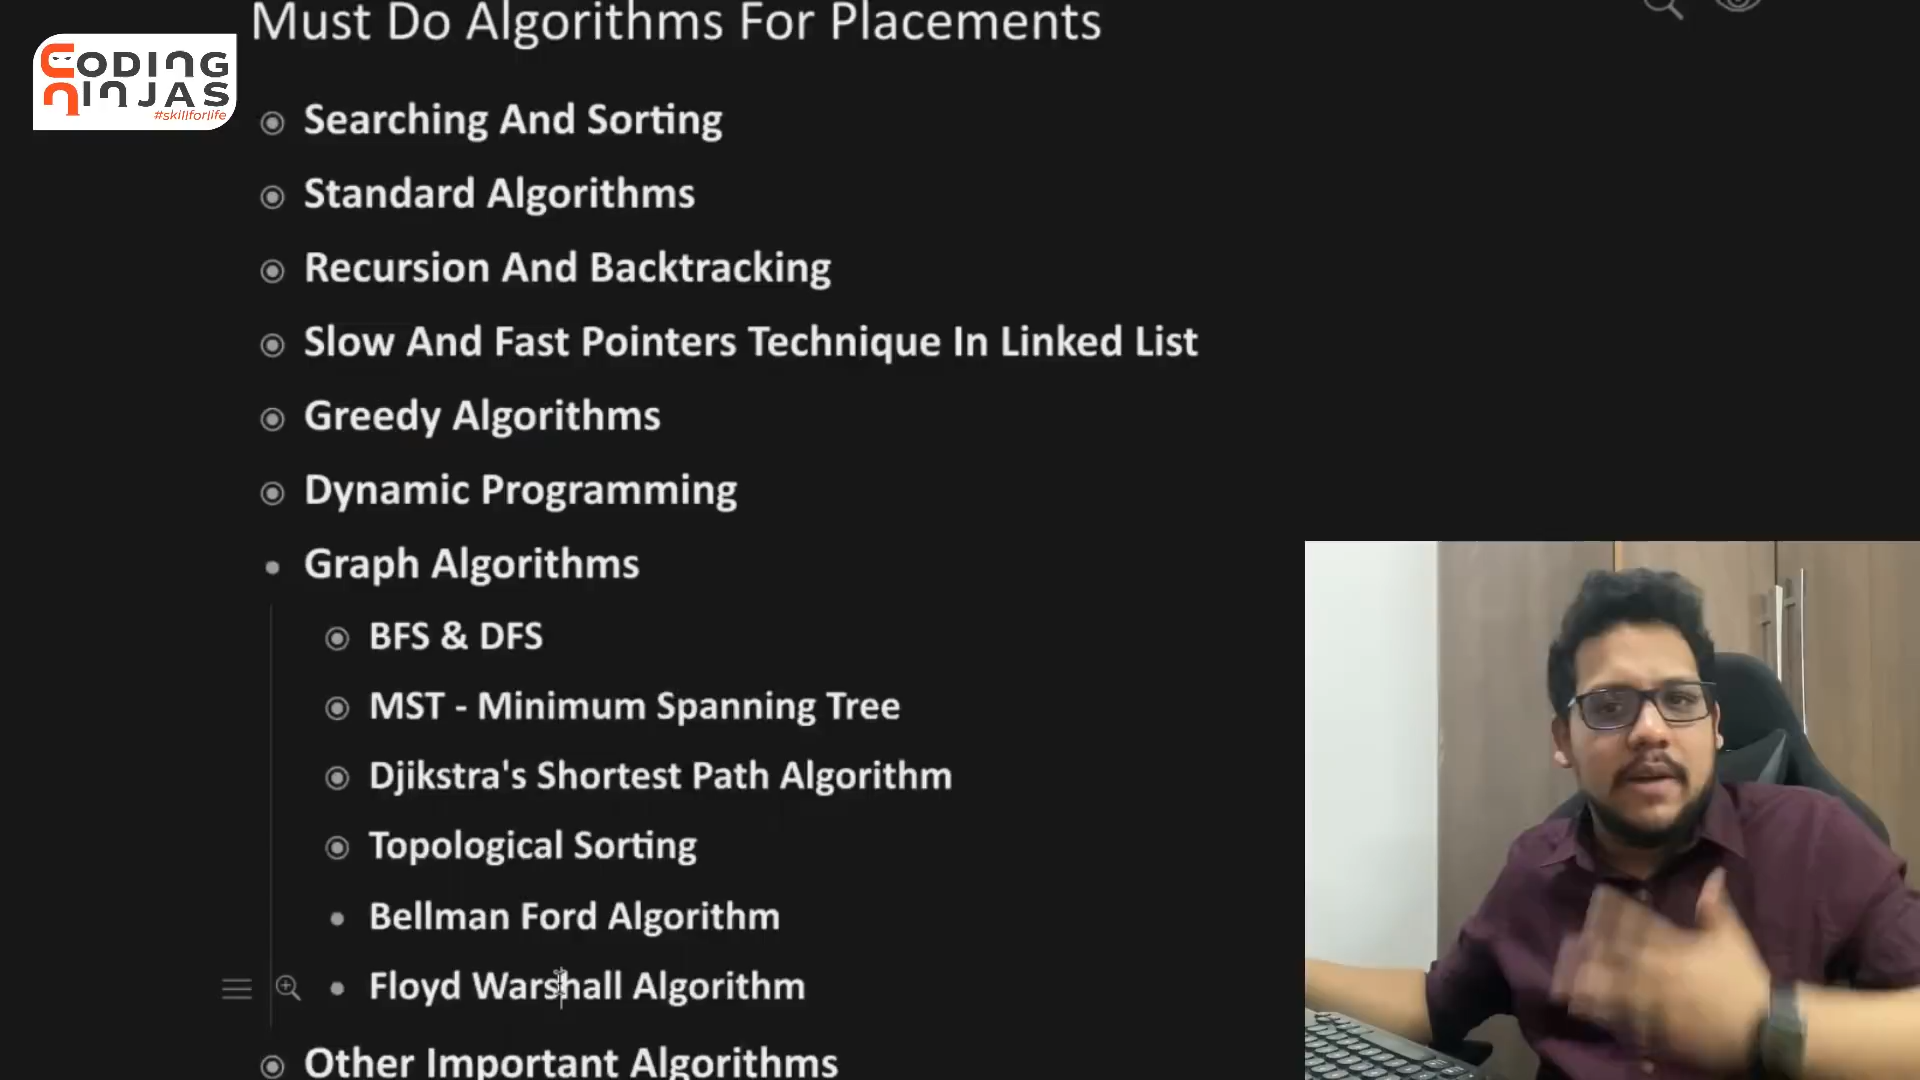 Must Do Algorithms For Placements
CODING
NINJAS
#skillforlife
Searching And Sorting
Standard Algorithms
Recursion And Backtracking
Slow And Fast Pointers Technique In Linked List
Greedy Algorithms
Dynamic Programming
Graph Algorithms
BFS & DFS
MST - Minimum Spanning Tree
Djikstra's Shortest Path Algorithm
Topological Sorting
Bellman Ford Algorithm
Floyd Warshall Algorithm
Other Important Algorithms